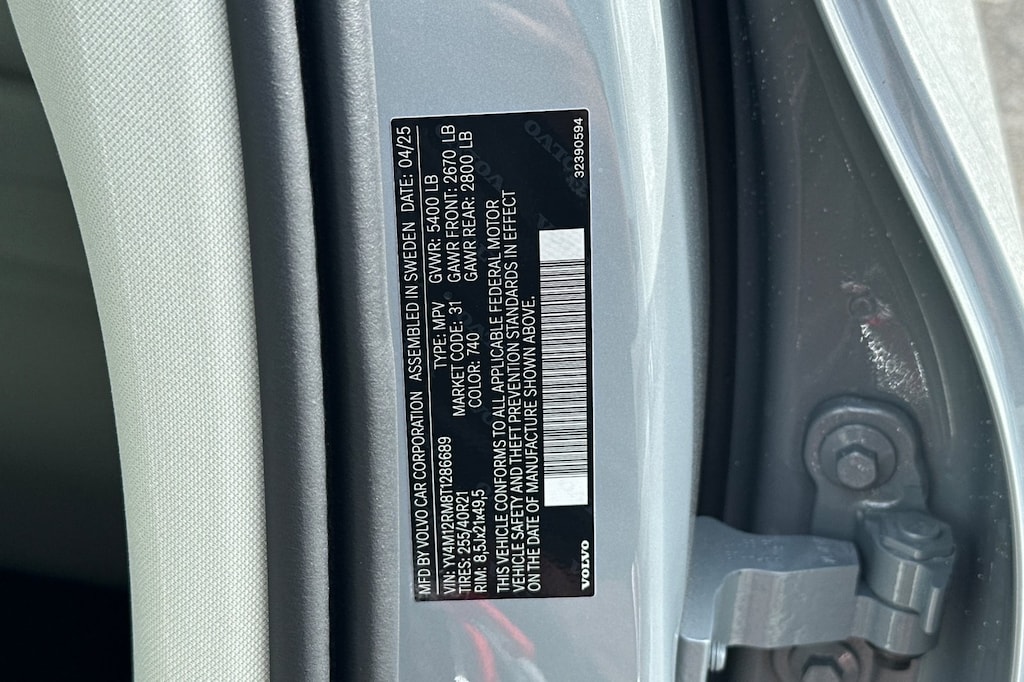 MFD BY VOLVO CAR CORPORATION ASSEMBLED IN SWEDEN DATE: 04/25
VIN: YV4M12RM8T1286689 TYPE: MPV GVWR: 5400 LB
TIRES: 255/40R21 MARKET CODE: 31 GAWR FRONT: 2670 LB
RIM: 8,5Jx21x49,5 COLOR: 740 GAWR REAR: 2800 LB
THIS VEHICLE CONFORMS TO ALL APPLICABLE FEDERAL MOTOR
VEHICLE SAFETY AND THEFT PREVENTION STANDARDS IN EFFECT
ON THE DATE OF MANUFACTURE SHOWN ABOVE.
VOLVO 32390594